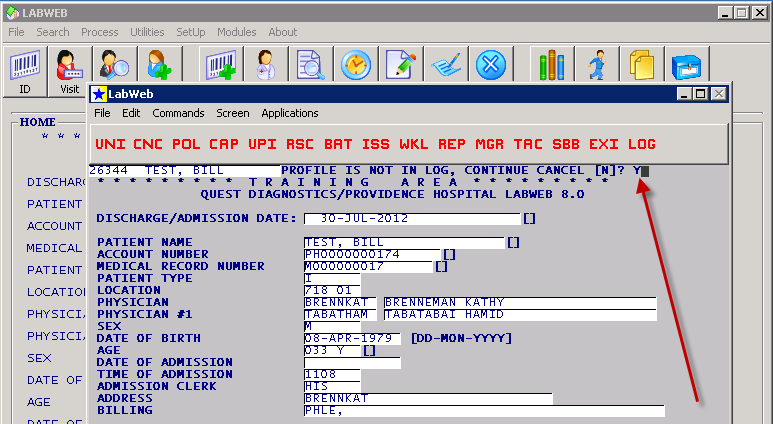 LABWEB
File Search Process Utilities SetUp Modules About
ID Visit
LabWeb
File Edit Commands Screen Applications
UNI CNC POL CAP UPI RSC BAT ISS WKL REP MGR TAC SBB EXI LOG
HOME
26344 TEST, BILL PROFILE IS NOT IN LOG, CONTINUE CANCEL [N]? Y
* * *
* * * * * * * * T R A I N I N G A R E A * * * * * * * * *
QUEST DIAGNOSTICS/PROVIDENCE HOSPITAL LABWEB 8.0
DISCHARG
PATIENT
ACCOUNT
MEDICAL
PATIENT
LOCATIO
PHYSICIA
PHYSICIA
SEX
DATE OF
AGE
DATE OF
DISCHARGE/ADMISSION DATE: 30-JUL-2012 []
PATIENT NAME TEST, BILL []
ACCOUNT NUMBER PH0000000174 []
MEDICAL RECORD NUMBER M000000017 []
PATIENT TYPE I
LOCATION 718 01
PHYSICIAN BRENNKAT BRENNEMAN KATHY
PHYSICIAN #1 TABATHAM TABATABAI HAMID
SEX M
DATE OF BIRTH 08-APR-1979 [DD-MON-YYYY]
AGE 033 Y []
DATE OF ADMISSION
TIME OF ADMISSION 1108
ADMISSION CLERK HIS
ADDRESS BRENNKAT
BILLING PHLE,